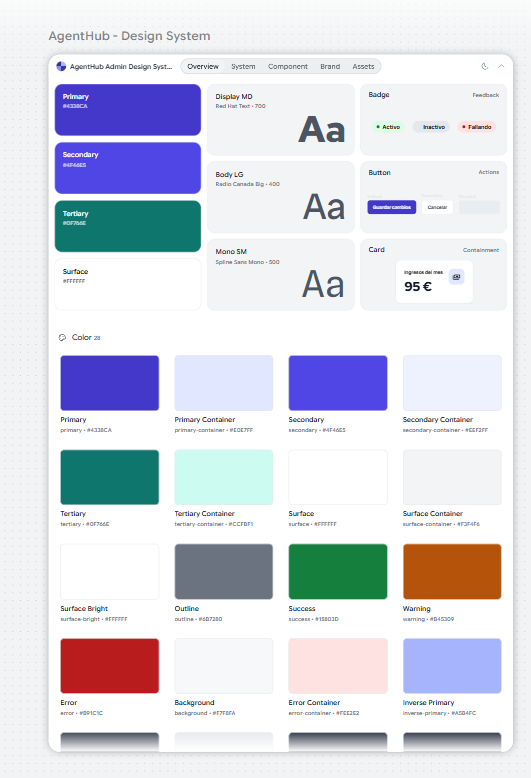 AgentHub - Design System
AgentHub Admin Design Syst...
Overview
System
Component
Brand
Assets
Primary
#4338CA
Secondary
#4F46E5
Tertiary
#0F766E
Surface
#FFFFFF
Display MD
Red Hat Text • 700
Aa
Body LG
Radio Canada Big • 400
Aa
Mono SM
Spline Sans Mono • 500
Aa
Badge
Feedback
Activo
Inactivo
Fallando
Button
Actions
Guardar cambios
Cancelar
Card
Containment
Ingresos del mes
95 €
Color 28
Primary
primary • #4338CA
Primary Container
primary-container • #E0E7FF
Secondary
secondary • #4F46E5
Secondary Container
secondary-container • #EEF2FF
Tertiary
tertiary • #0F766E
Tertiary Container
tertiary-container • #CCFBF1
Surface
surface • #FFFFFF
Surface Container
surface-container • #F3F4F6
Surface Bright
surface-bright • #FFFFFF
Outline
outline • #6B7280
Success
success • #15803D
Warning
warning • #B45309
Error
error • #B91C1C
Background
background • #F7F8FA
Error Container
error-container • #FEE2E2
Inverse Primary
inverse-primary • #A5B4FC